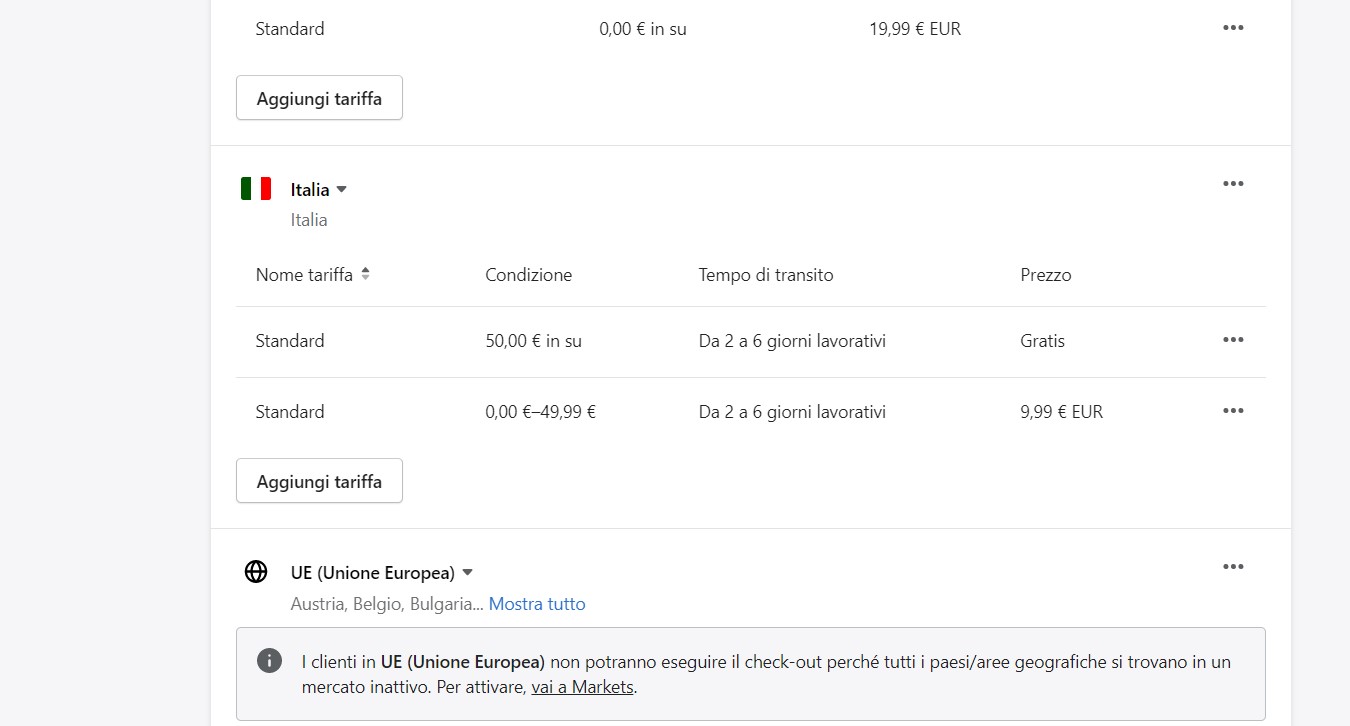 Standard 0,00 € in su 19,99 € EUR
Aggiungi tariffa
Italia
Italia
Nome tariffa Condizione Tempo di transito Prezzo
Standard 50,00 € in su Da 2 a 6 giorni lavorativi Gratis
Standard 0,00 €–49,99 € Da 2 a 6 giorni lavorativi 9,99 € EUR
Aggiungi tariffa
UE (Unione Europea)
Austria, Belgio, Bulgaria... Mostra tutto
I clienti in UE (Unione Europea) non potranno eseguire il check-out perché tutti i paesi/aree geografiche si trovano in un
mercato inattivo. Per attivare, vai a Markets.